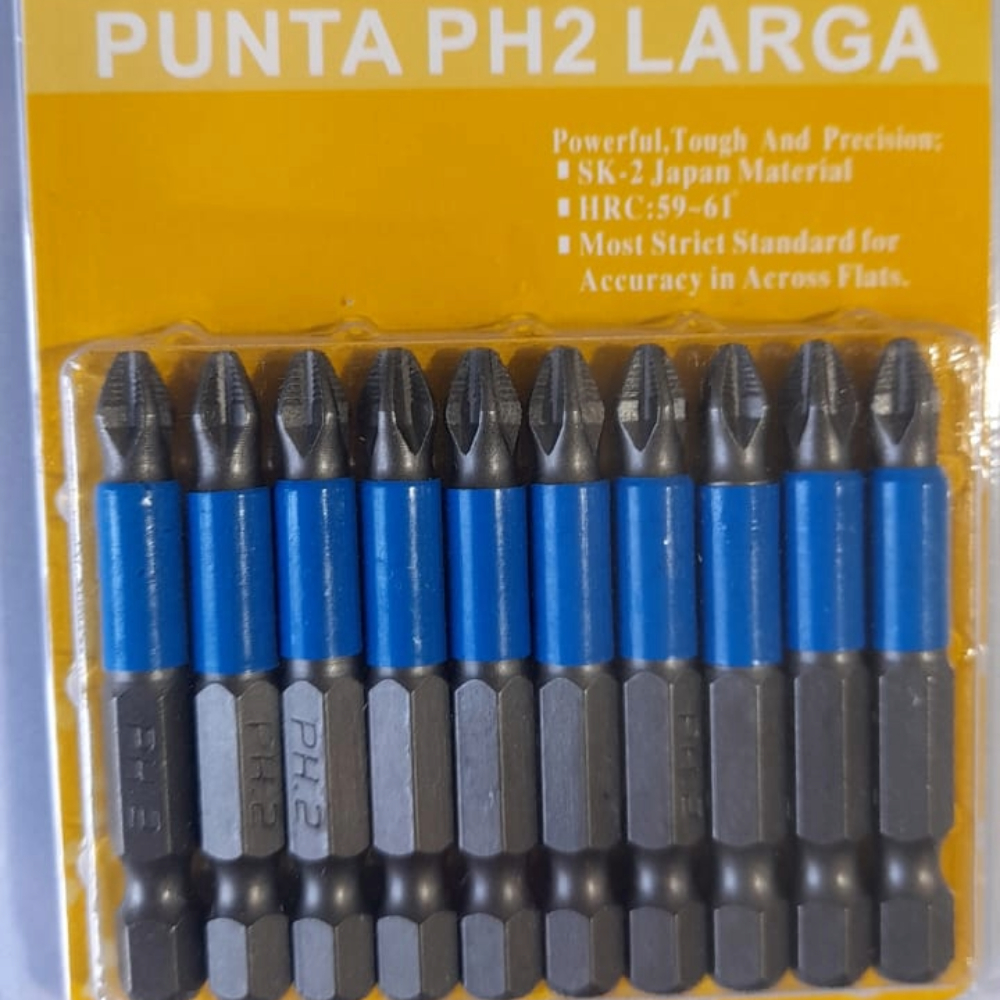 PUNTA PH2 LARGA
Powerful,Tough And Precision;
SK-2 Japan Material
HRC:59~61°
Most Strict Standard for
Accuracy in Across Flats.
PH2
PH2
PH2
PH2